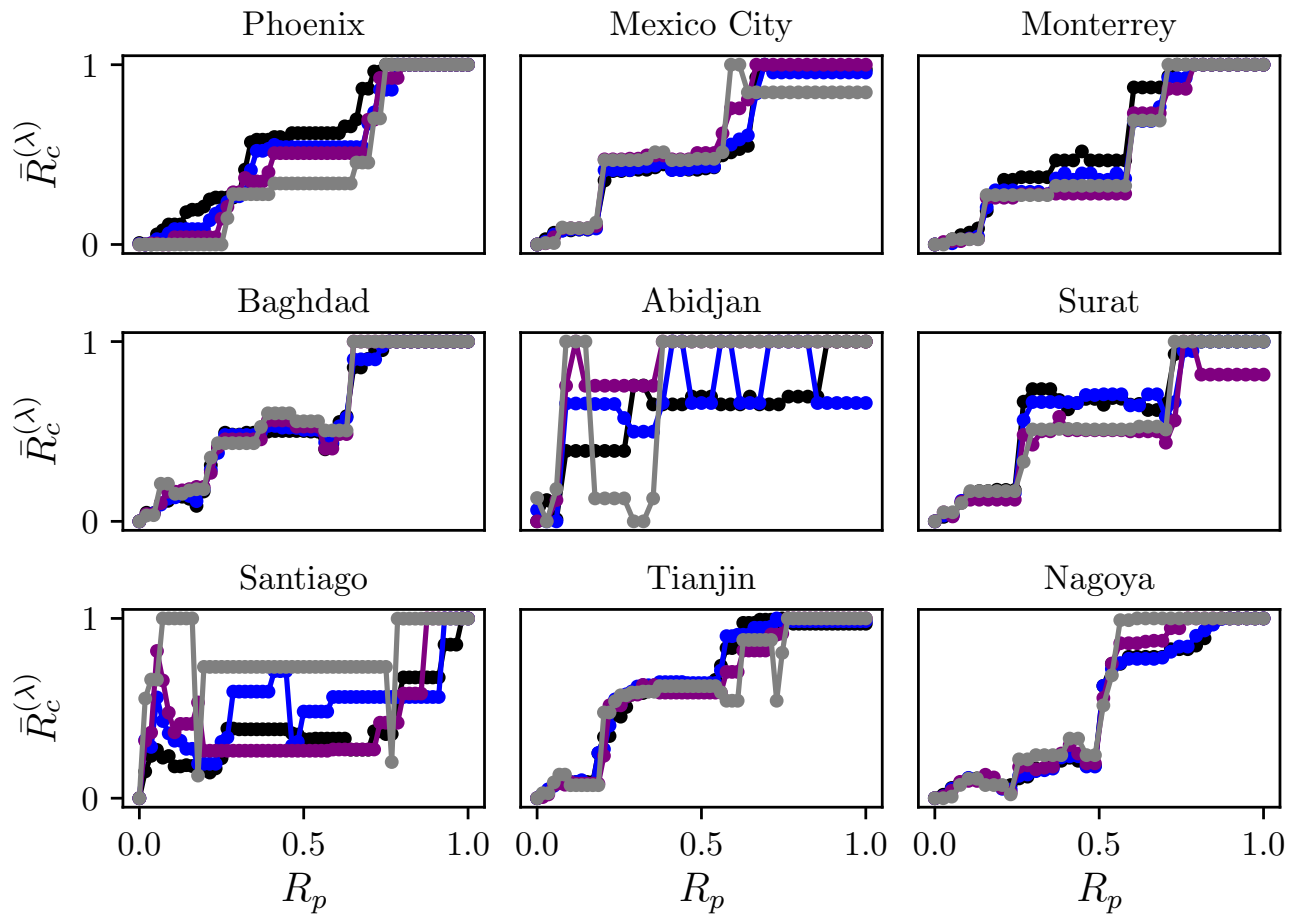 Phoenix
Mexico City
Monterrey
1
0
R̄_c^(λ)
Baghdad
Abidjan
Surat
1
0
R̄_c^(λ)
Santiago
Tianjin
Nagoya
1
0
R̄_c^(λ)
0.0 0.5 1.0
0.0 0.5 1.0
0.0 0.5 1.0
R_p
R_p
R_p